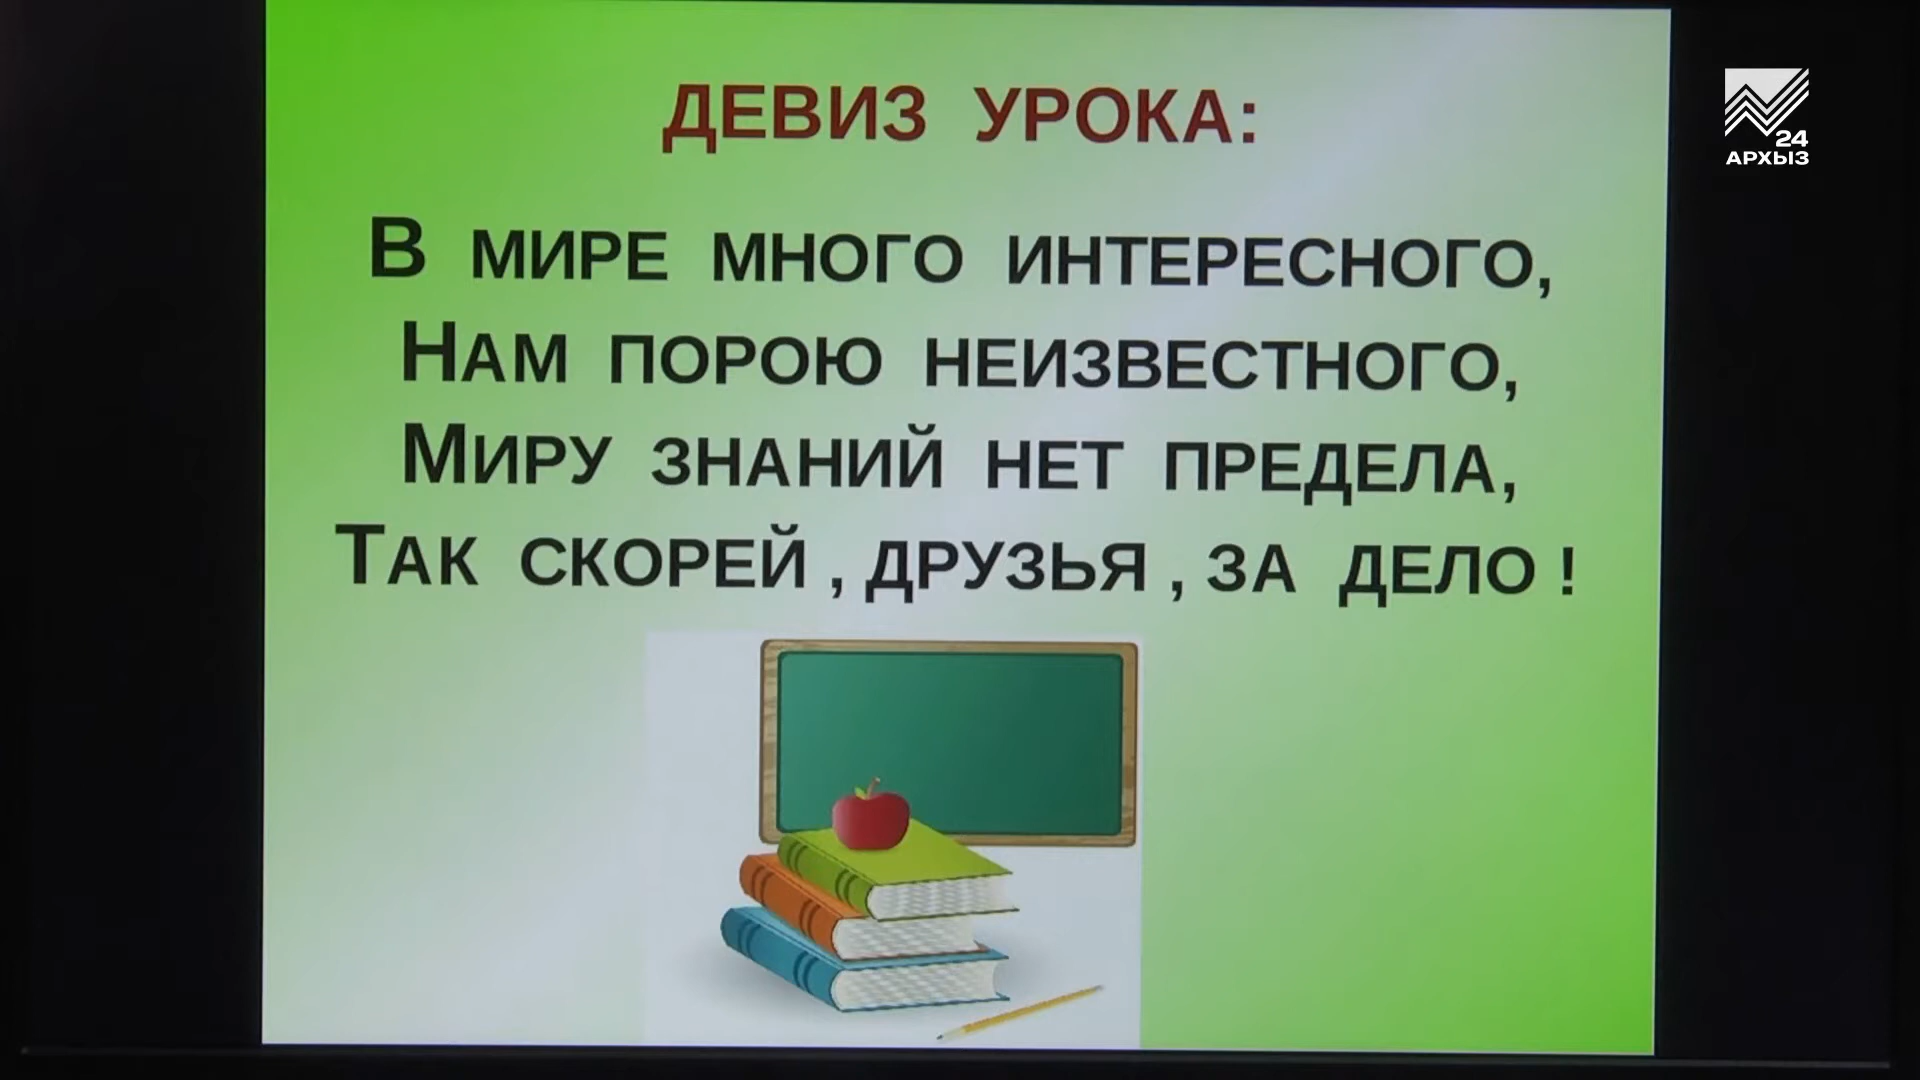 ДЕВИЗ УРОКА:
24
АРХЫЗ
В МИРЕ МНОГО ИНТЕРЕСНОГО,
НАМ ПОРОЮ НЕИЗВЕСТНОГО,
МИРУ ЗНАНИЙ НЕТ ПРЕДЕЛА,
ТАК СКОРЕЙ , ДРУЗЬЯ , ЗА ДЕЛО !